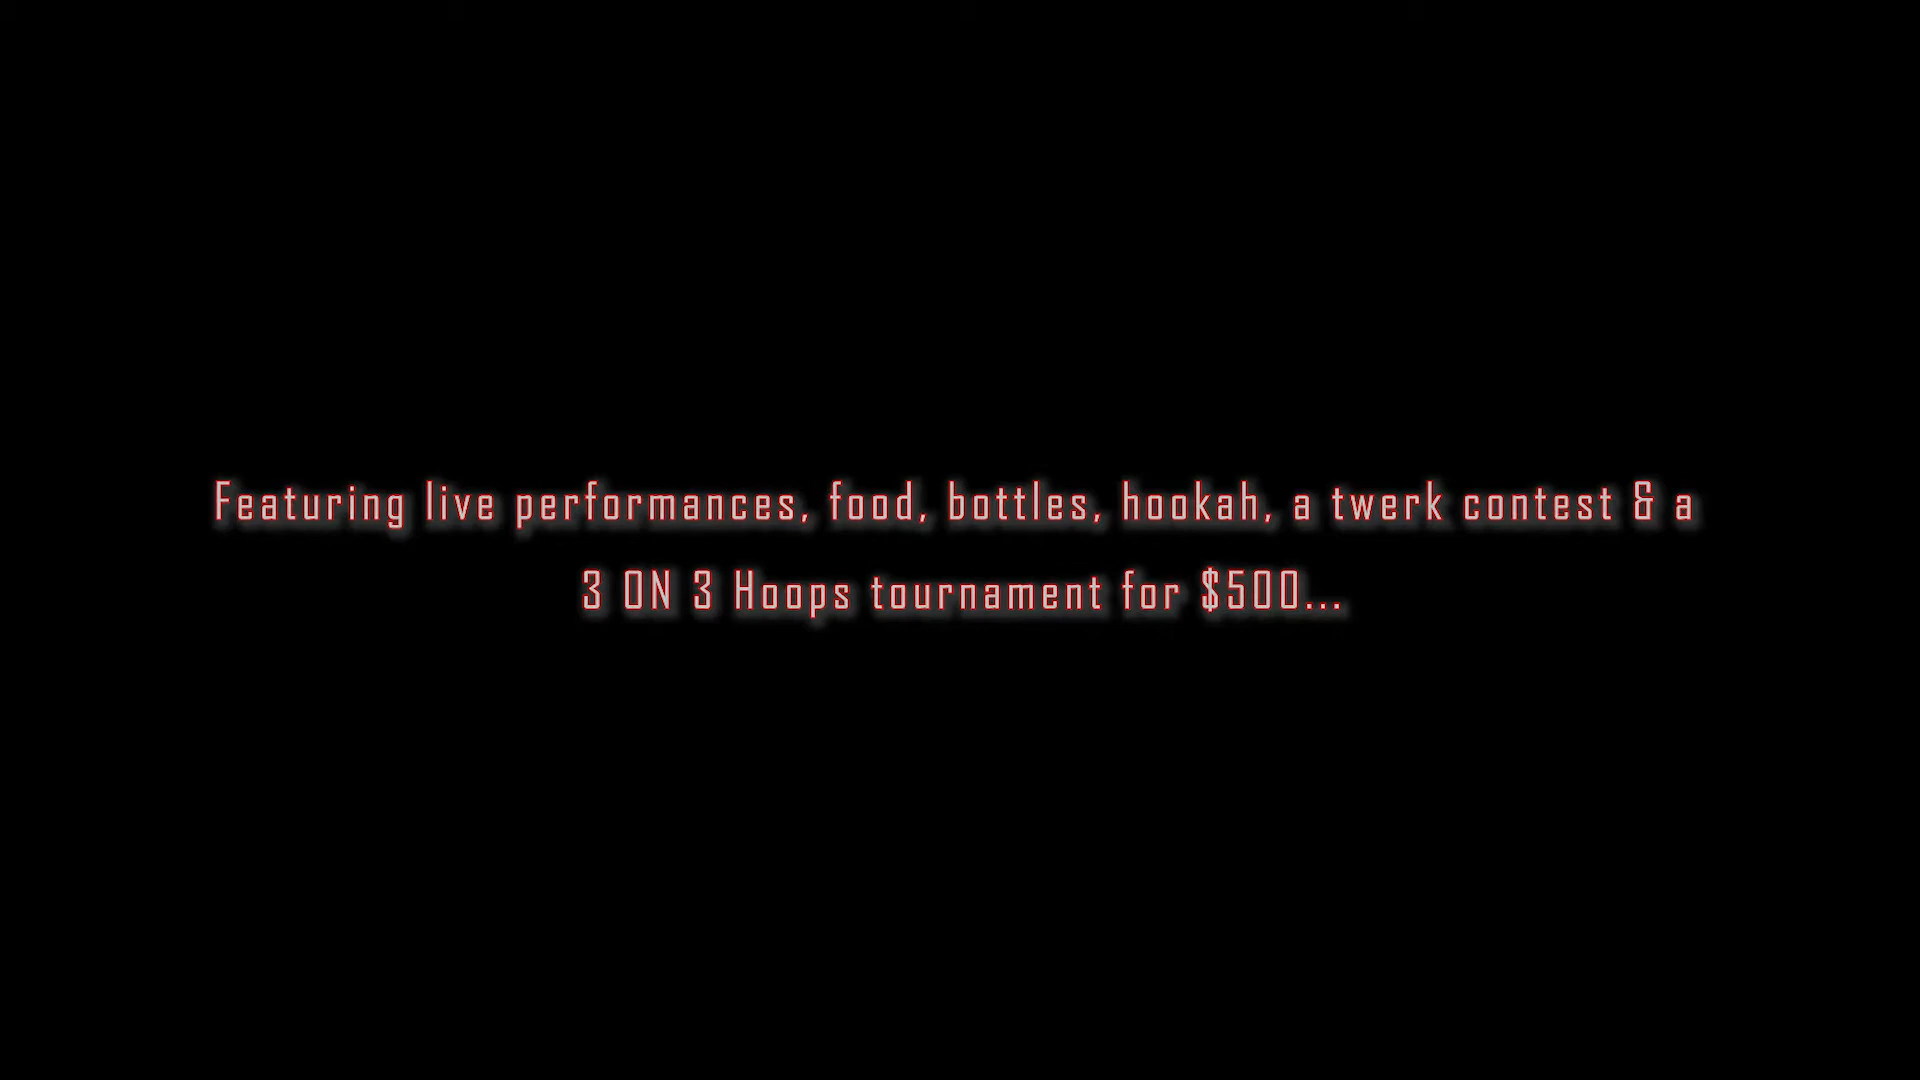 Featuring live performances, food, bottles, hookah, a twerk contest & a
3 ON 3 Hoops tournament for $500...